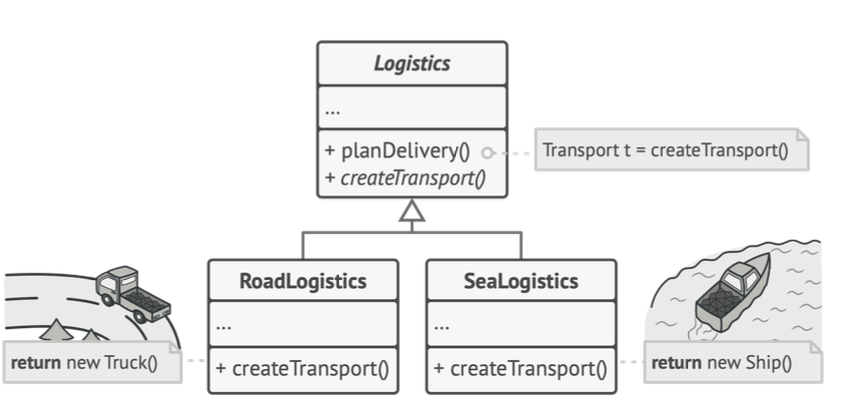 Logistics
...
+ planDelivery()
Transport t = createTransport()
+ createTransport()
RoadLogistics
...
+ createTransport()
return new Truck()
SeaLogistics
...
+ createTransport()
return new Ship()